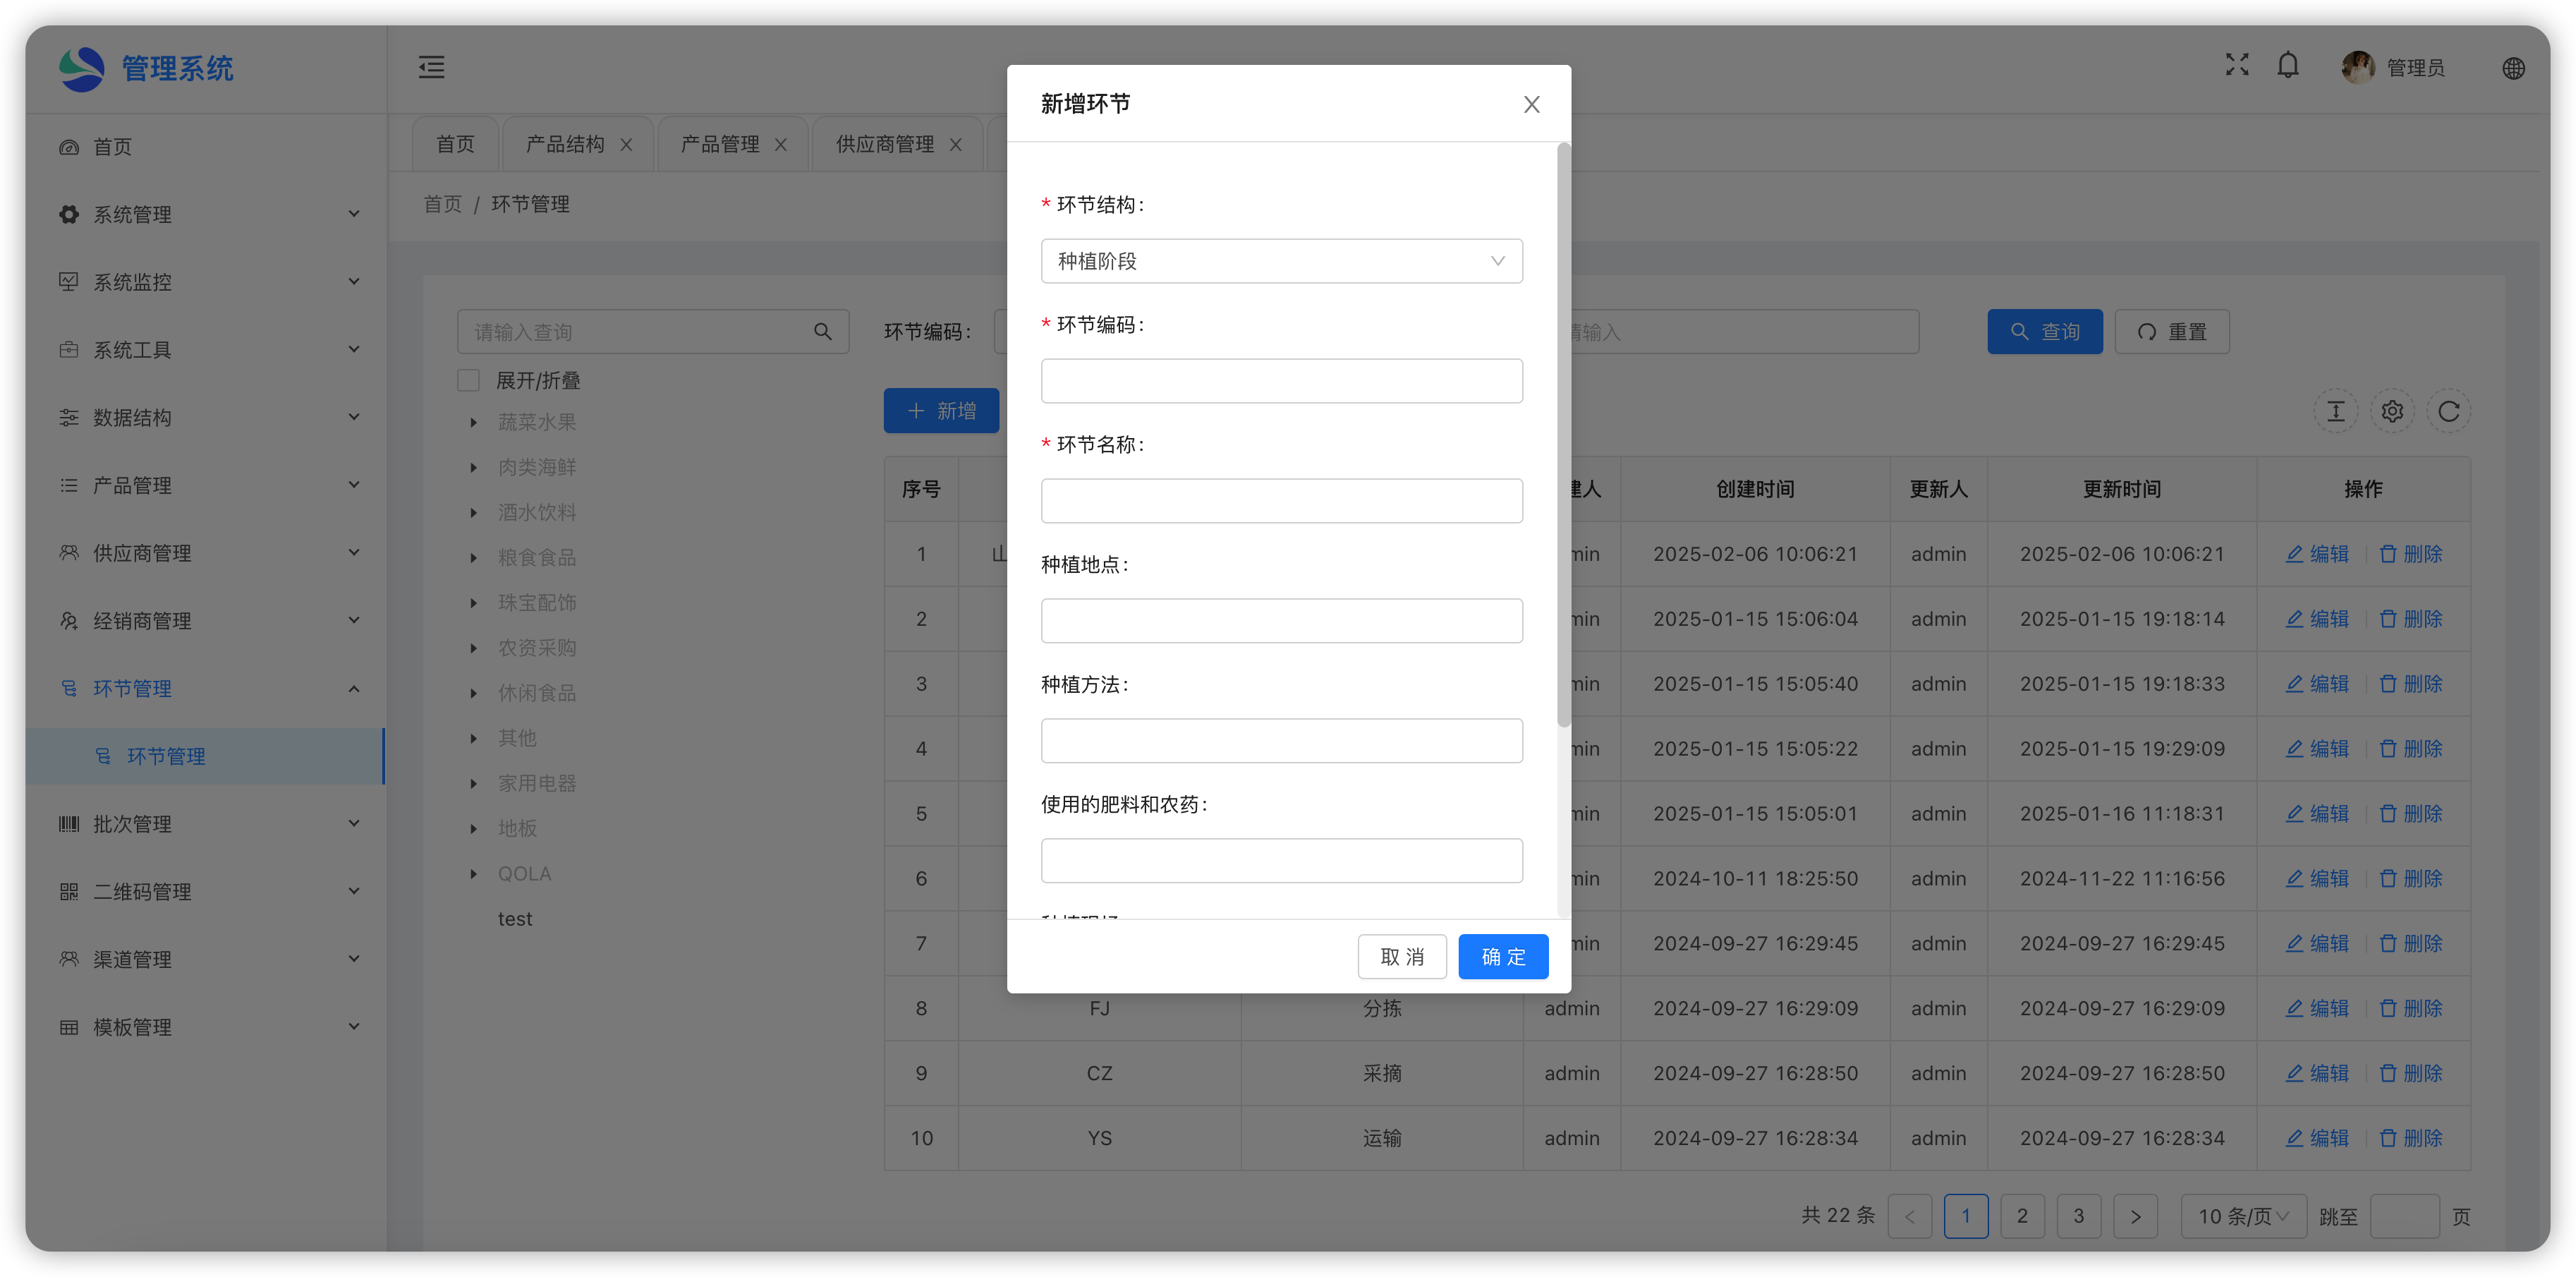 管理系统
管理员
首页
系统管理
系统监控
系统工具
数据结构
产品管理
供应商管理
经销商管理
环节管理
环节管理
批次管理
二维码管理
渠道管理
模板管理
首页 产品结构 产品管理 供应商管理
首页 / 环节管理
请输入查询
展开/折叠
蔬菜水果
肉类海鲜
酒水饮料
粮食食品
珠宝配饰
农资采购
休闲食品
其他
家用电器
地板
QOLA
test
环节编码:
请输入 查询 重置
新增
新增环节
* 环节结构:
种植阶段
* 环节编码:
* 环节名称:
种植地点:
种植方法:
使用的肥料和农药:
取 消 确 定
序号 建人 创建时间 更新人 更新时间 操作
1 山 min 2025-02-06 10:06:21 admin 2025-02-06 10:06:21 编辑 删除
2 min 2025-01-15 15:06:04 admin 2025-01-15 19:18:14 编辑 删除
3 min 2025-01-15 15:05:40 admin 2025-01-15 19:18:33 编辑 删除
4 min 2025-01-15 15:05:22 admin 2025-01-15 19:29:09 编辑 删除
5 min 2025-01-15 15:05:01 admin 2025-01-16 11:18:31 编辑 删除
6 min 2024-10-11 18:25:50 admin 2024-11-22 11:16:56 编辑 删除
7 min 2024-09-27 16:29:45 admin 2024-09-27 16:29:45 编辑 删除
8 FJ 分拣 admin 2024-09-27 16:29:09 admin 2024-09-27 16:29:09 编辑 删除
9 CZ 采摘 admin 2024-09-27 16:28:50 admin 2024-09-27 16:28:50 编辑 删除
10 YS 运输 admin 2024-09-27 16:28:34 admin 2024-09-27 16:28:34 编辑 删除
共 22 条 1 2 3 10 条/页 跳至 页